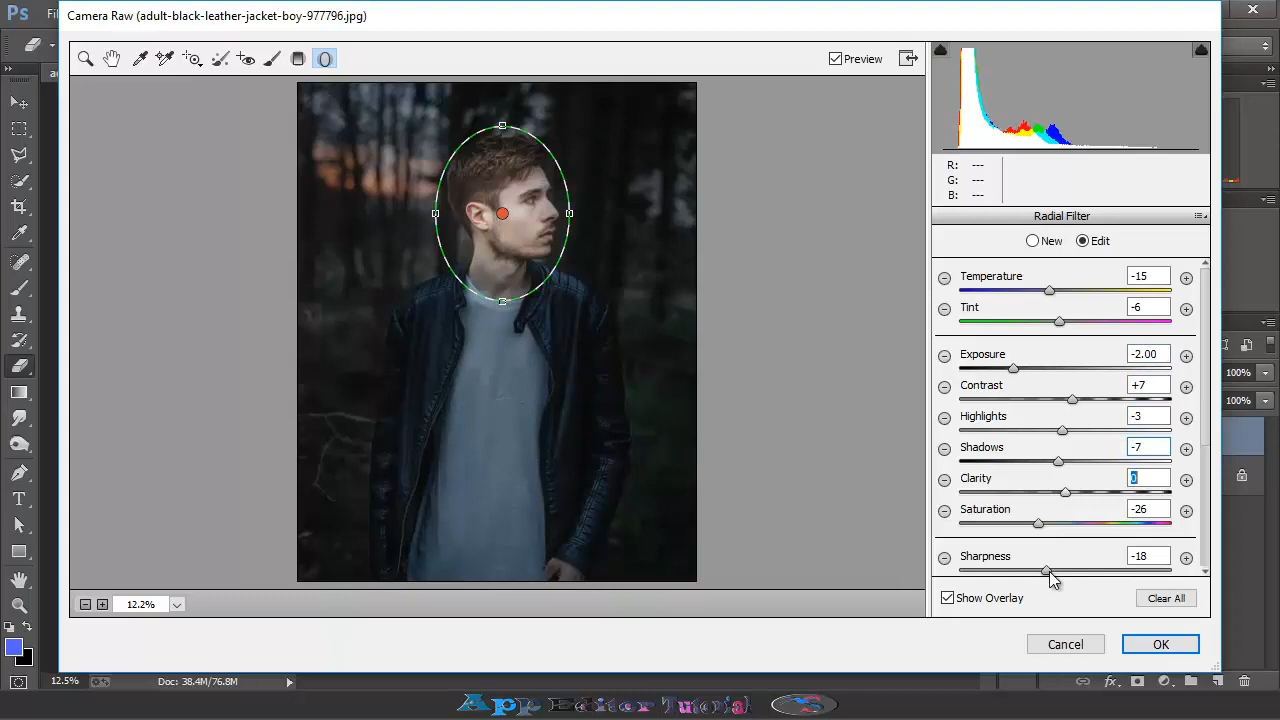 Ps
Camera Raw (adult-black-leather-jacket-boy-977796.jpg)
Preview
R: ---
G: ---
B: ---
Radial Filter
New Edit
Temperature -15
Tint -6
Exposure -2.00
Contrast +7
Highlights -3
Shadows -7
Clarity 0
Saturation -26
Sharpness -18
12.2%
Show Overlay
Clear All
Cancel
OK
100%
100%
12.5%
Doc: 38.4M/76.8M
App Editor Tutorial